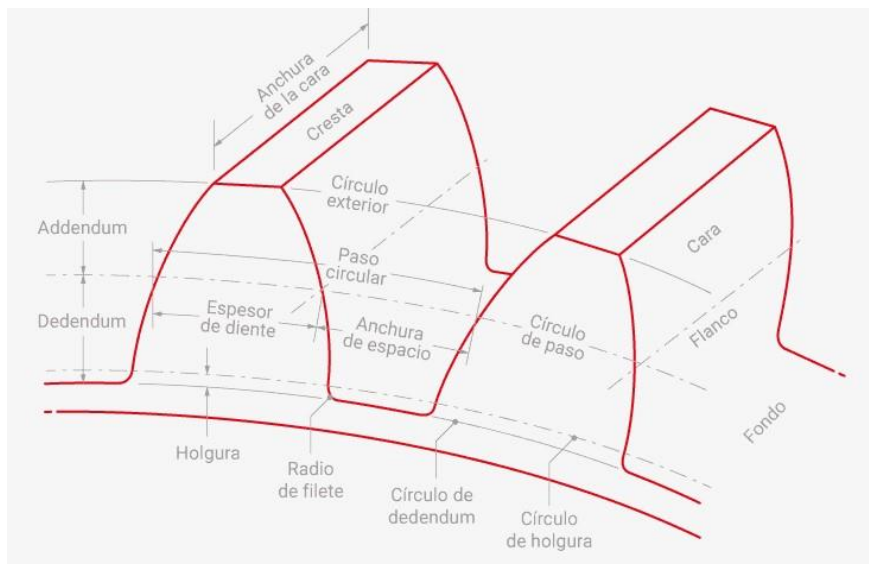 Anchura
de la cara
Cresta
Círculo
exterior
Addendum
Cara
Paso
circular
Espesor
de diente
Dedendum
Anchura
de espacio
Círculo
de paso
Flanco
Fondo
Holgura
Radio
de filete
Círculo de
dedendum
Círculo
de holgura